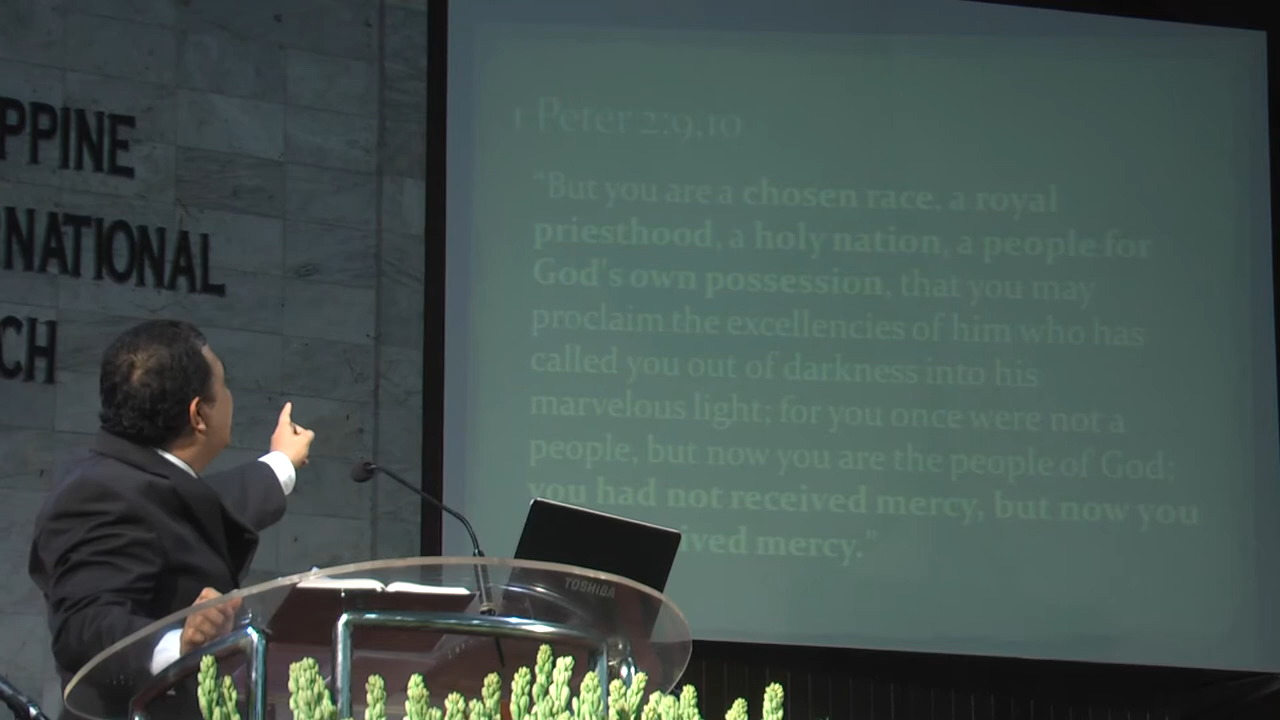 PPINE
NATIONAL
CH
1 Peter 2:9,10
"But you are a chosen race, a royal
priesthood, a holy nation, a people for
God's own possession, that you may
proclaim the excellencies of him who has
called you out of darkness into his
marvelous light; for you once were not a
people, but now you are the people of God;
you had not received mercy, but now you
ived mercy."
TOSHIBA